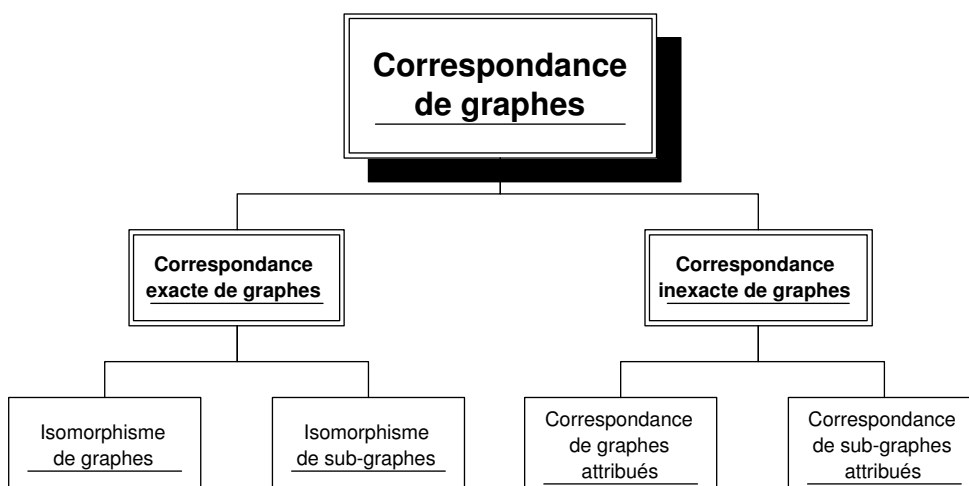 Correspondance
de graphes
Correspondance
exacte de graphes
Correspondance
inexacte de graphes
Isomorphisme
de graphes
Isomorphisme
de sub-graphes
Correspondance
de graphes
attribués
Correspondance
de sub-graphes
attribués